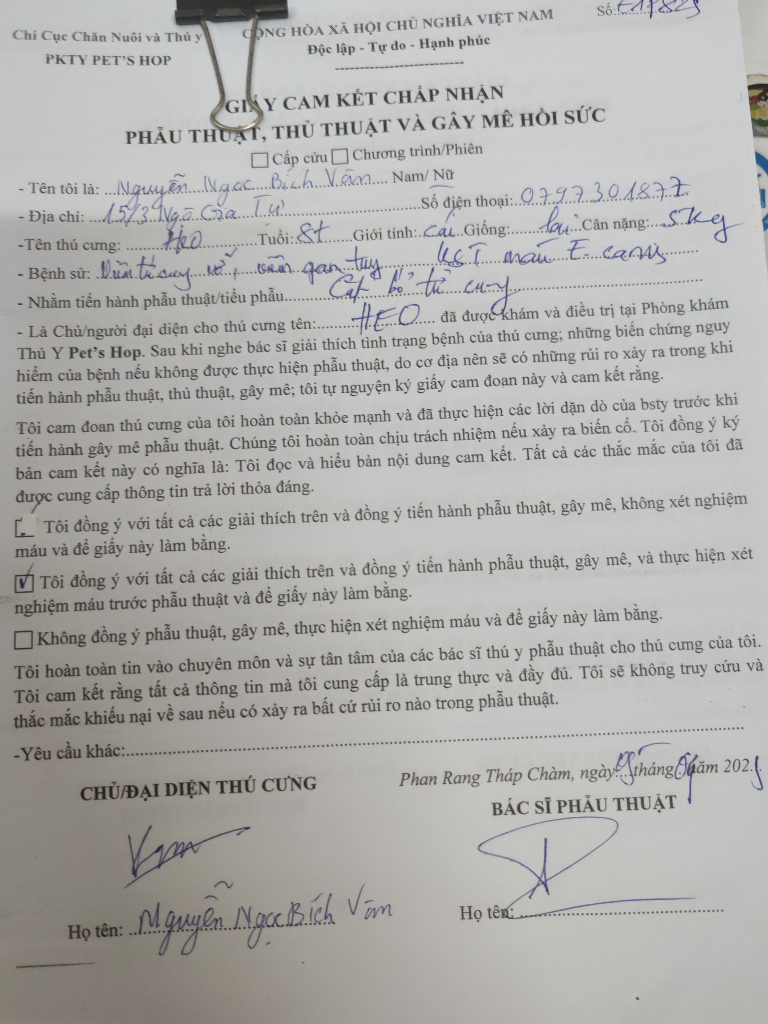 Chi Cục Chăn Nuôi và Thú y
PKTY PET'S HOP
CỘNG HÒA XÃ HỘI CHỦ NGHĨA VIỆT NAM
Độc lập - Tự do - Hạnh phúc
Số:
GIẤY CAM KẾT CHẤP NHẬN
PHẪU THUẬT, THỦ THUẬT VÀ GÂY MÊ HỒI SỨC
Cấp cứu Chương trình/Phiên
- Tên tôi là: Nguyễn Ngọc Bích Vân Nam/ Nữ
- Địa chỉ: 15/3 Ngô Gia Tự Số điện thoại: 0797301877
-Tên thú cưng: HEO Tuổi: 8t Giới tính: cái Giống: lai Cân nặng: 5kg
- Bệnh sử: Viêm tử cung vỡ, viêm gan tụy KST máu E. canis
- Nhằm tiến hành phẫu thuật/tiểu phẫu Cắt bỏ tử cung
- Là Chủ/người đại diện cho thú cưng tên: HEO đã được khám và điều trị tại Phòng khám
Thú Y Pet's Hop. Sau khi nghe bác sĩ giải thích tình trạng bệnh của thú cưng; những biến chứng nguy
hiểm của bệnh nếu không được thực hiện phẫu thuật, do cơ địa nên sẽ có những rủi ro xảy ra trong khi
tiến hành phẫu thuật, thủ thuật, gây mê; tôi tự nguyện ký giấy cam đoan này và cam kết rằng.
Tôi cam đoan thú cưng của tôi hoàn toàn khỏe mạnh và đã thực hiện các lời dặn dò của bsty trước khi
tiến hành gây mê phẫu thuật. Chúng tôi hoàn toàn chịu trách nhiệm nếu xảy ra biến cố. Tôi đồng ý ký
bản cam kết này có nghĩa là: Tôi đọc và hiểu bản nội dung cam kết. Tất cả các thắc mắc của tôi đã
được cung cấp thông tin trả lời thỏa đáng.
Tôi đồng ý với tất cả các giải thích trên và đồng ý tiến hành phẫu thuật, gây mê, không xét nghiệm
máu và để giấy này làm bằng.
Tôi đồng ý với tất cả các giải thích trên và đồng ý tiến hành phẫu thuật, gây mê, và thực hiện xét
nghiệm máu trước phẫu thuật và để giấy này làm bằng.
Không đồng ý phẫu thuật, gây mê, thực hiện xét nghiệm máu và để giấy này làm bằng.
Tôi hoàn toàn tin vào chuyên môn và sự tân tâm của các bác sĩ thú y phẫu thuật cho thú cưng của tôi.
Tôi cam kết rằng tất cả thông tin mà tôi cung cấp là trung thực và đầy đủ. Tôi sẽ không truy cứu và
thắc mắc khiếu nại về sau nếu có xảy ra bất cứ rủi ro nào trong phẫu thuật.
-Yêu cầu khác:
Phan Rang Tháp Chàm, ngày tháng năm 202
CHỦ/ĐẠI DIỆN THÚ CƯNG
BÁC SĨ PHẪU THUẬT
Họ tên: Nguyễn Ngọc Bích Vân
Họ tên: